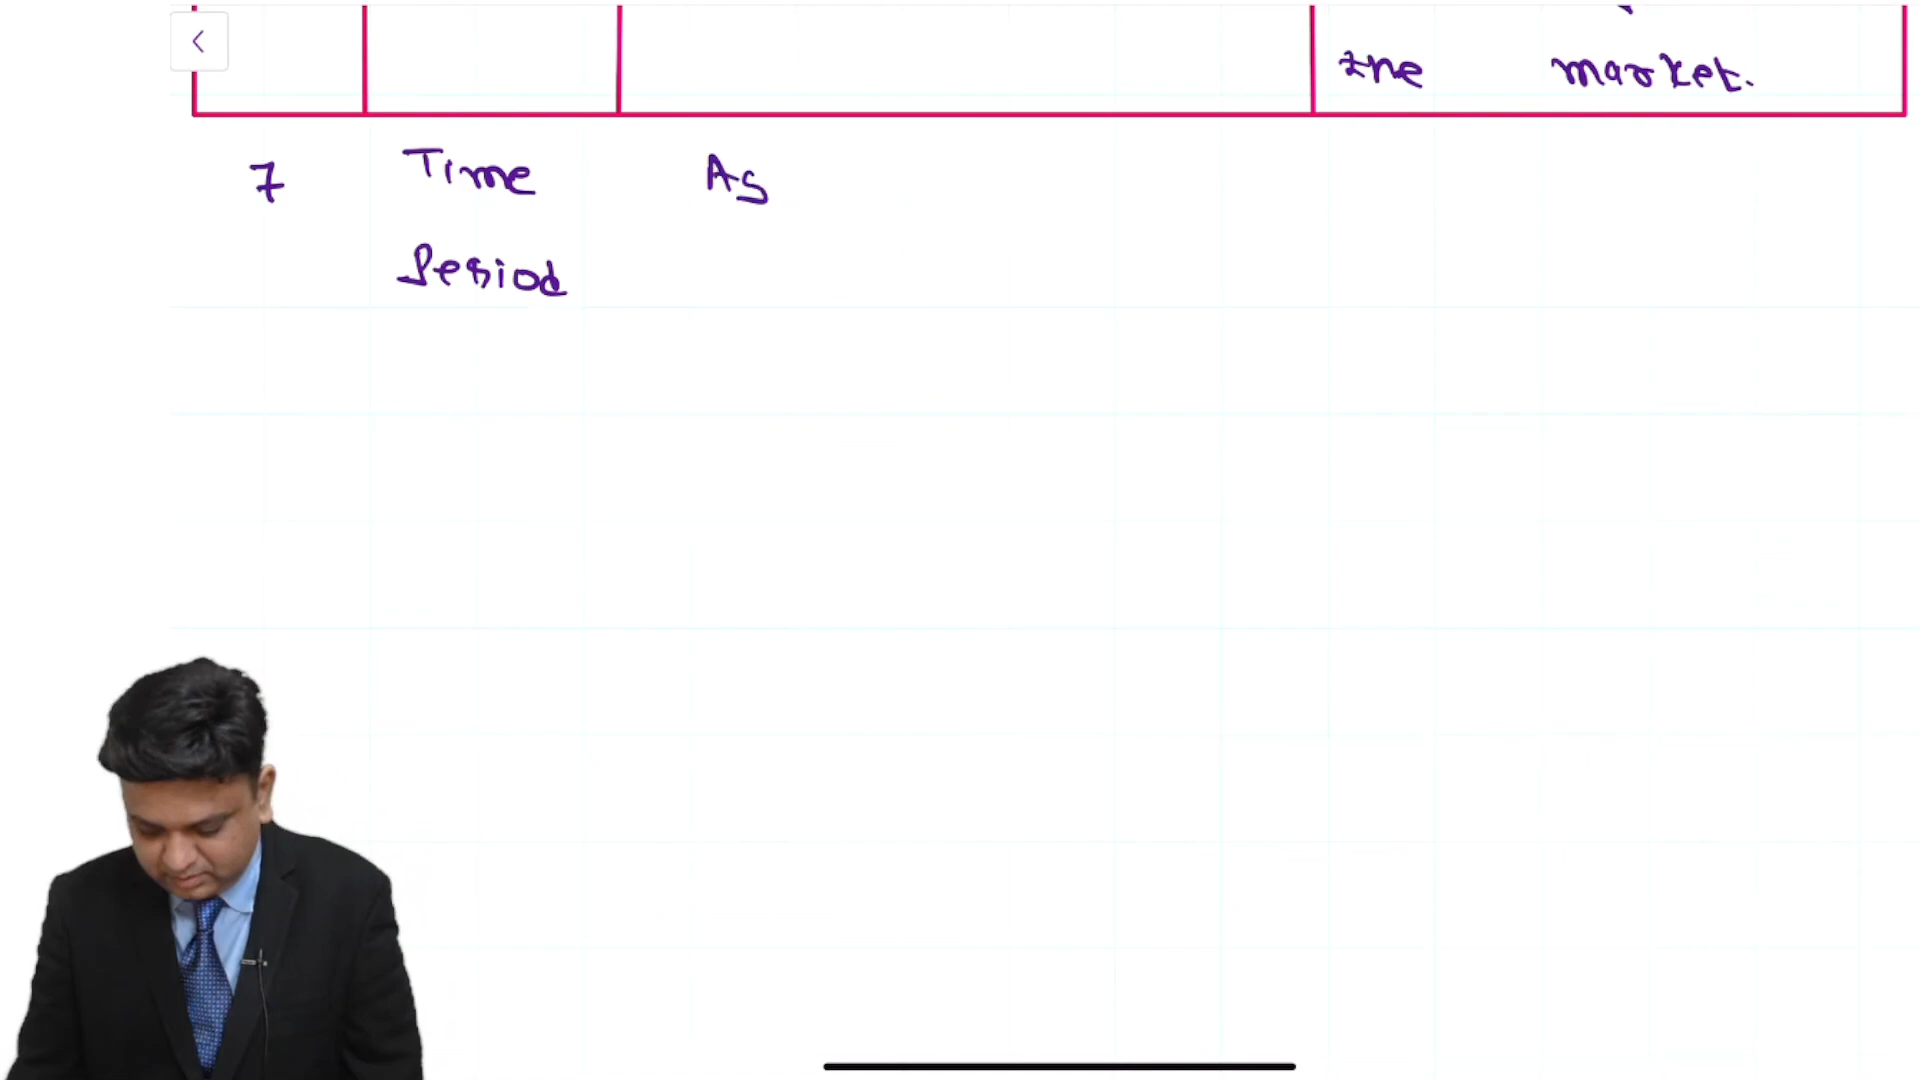 the market.
7 Time As
Period